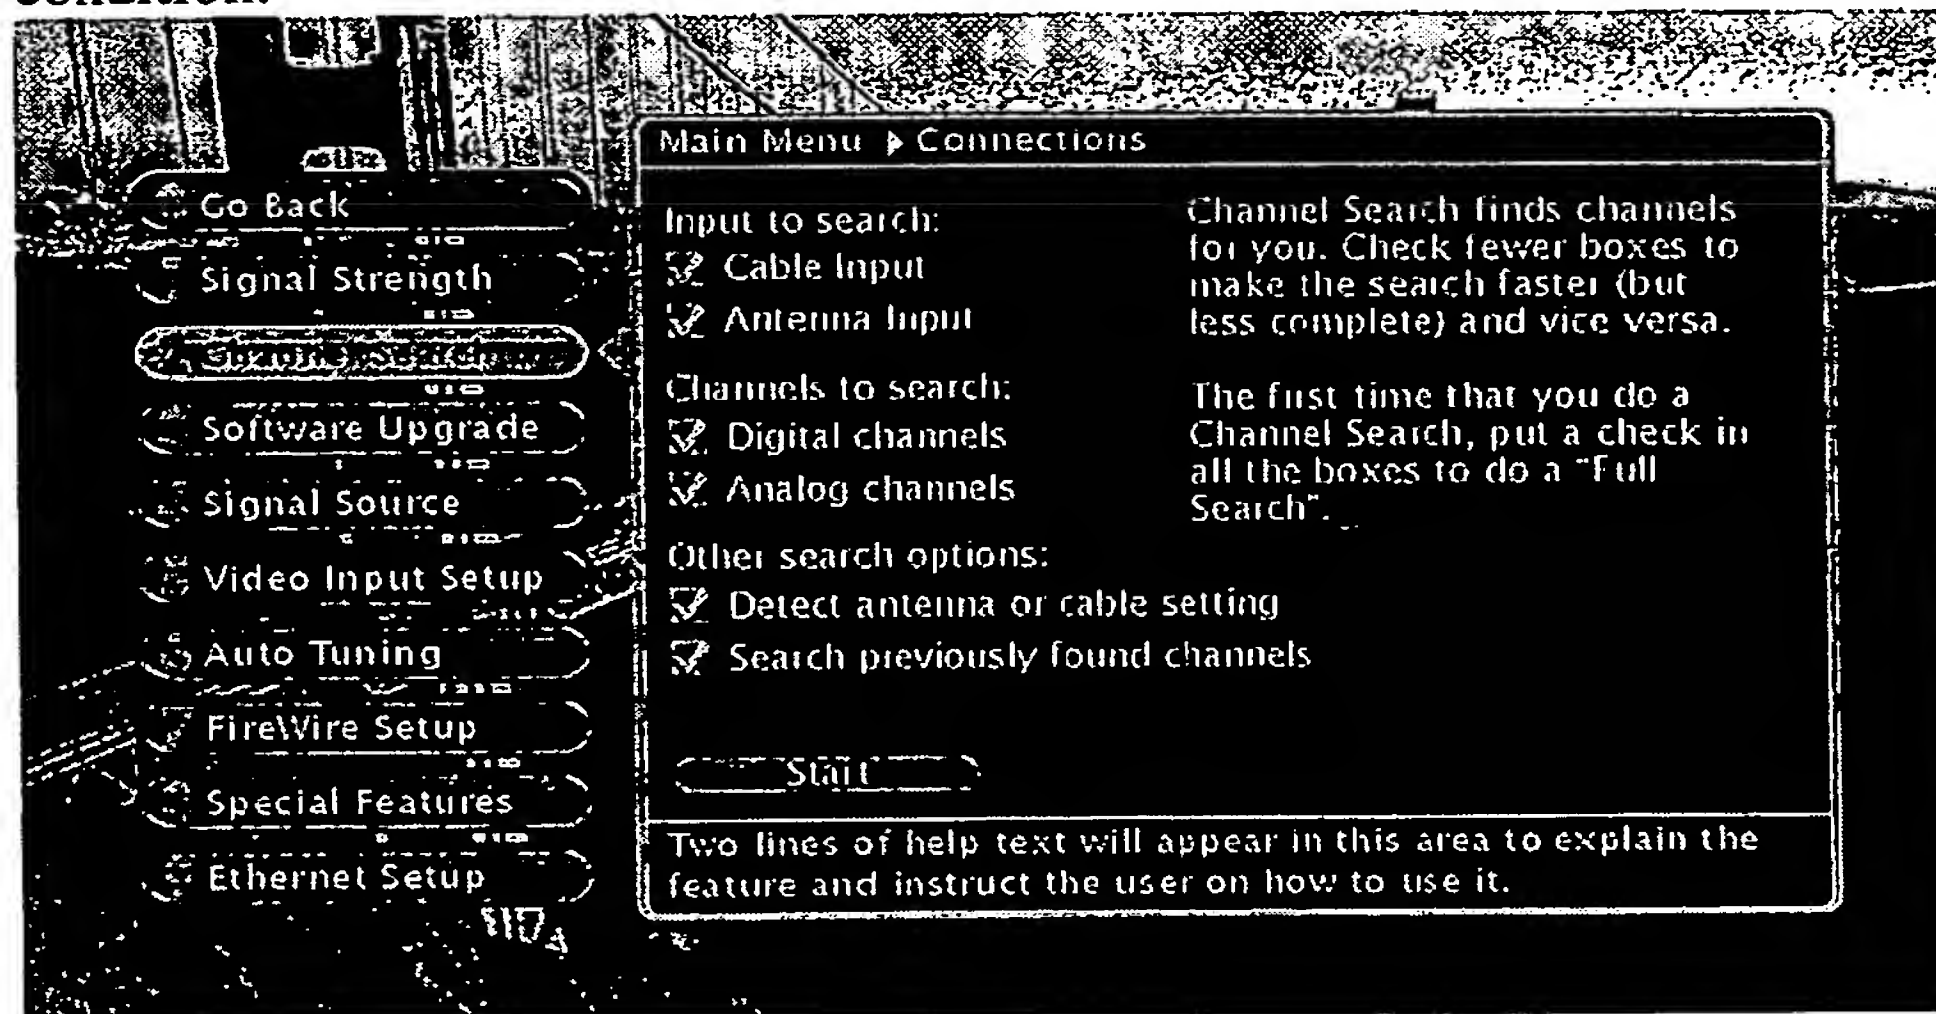 Main Menu ▸ Connections
Go Back
Signal Strength
Channel Search
Software Upgrade
Signal Source
Video Input Setup
Auto Tuning
FireWire Setup
Special Features
Ethernet Setup
Input to search:
Cable Input
Antenna Input
Channels to search:
Digital channels
Analog channels
Other search options:
Detect antenna or cable setting
Search previously found channels
Start
Channel Search finds channels
for you. Check fewer boxes to
make the search faster (but
less complete) and vice versa.
The first time that you do a
Channel Search, put a check in
all the boxes to do a "Full
Search".
Two lines of help text will appear in this area to explain the
feature and instruct the user on how to use it.